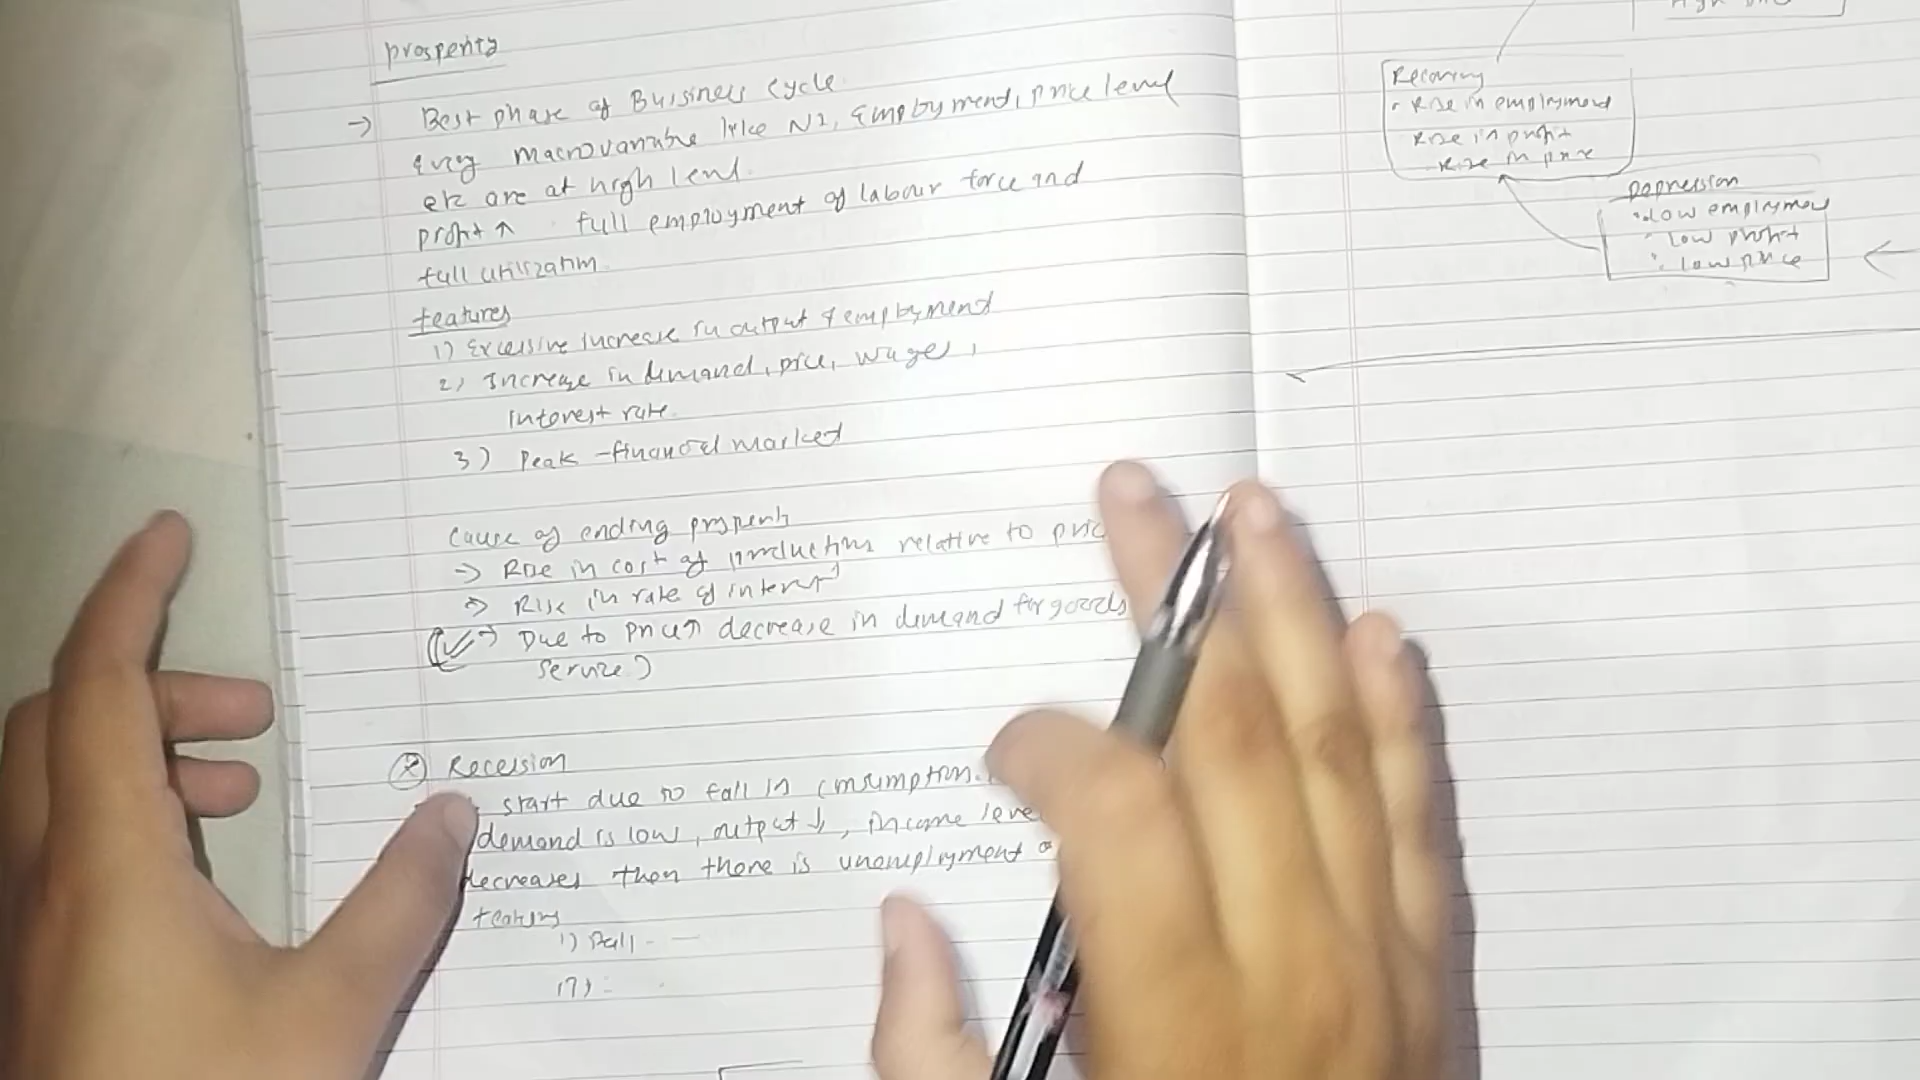 prosperity
→ Best phase of Bussiness cycle.
Every macrovariable like NI, Employment, price level
etc are at high level.
profit ↑ full employment of labour force and
full utilization.
features
1) Excessive increase in output & employment
2) Increase in demand, price, wages,
interest rate.
3) Peak - financial market
Cause of ending prosperity
→ Rise in cost of production relative to pric
→ Rise in rate of interest
→ Due to price↑ decrease in demand for goods
service)
② Recession
start due to fall in consumption.
demand is low, output ↓, income leve
decreases then there is unemployment
features
1) Fall -
Recovery
Rise in employment
Rise in profit
Rise in price
Depression
low employmen
low profit
low price